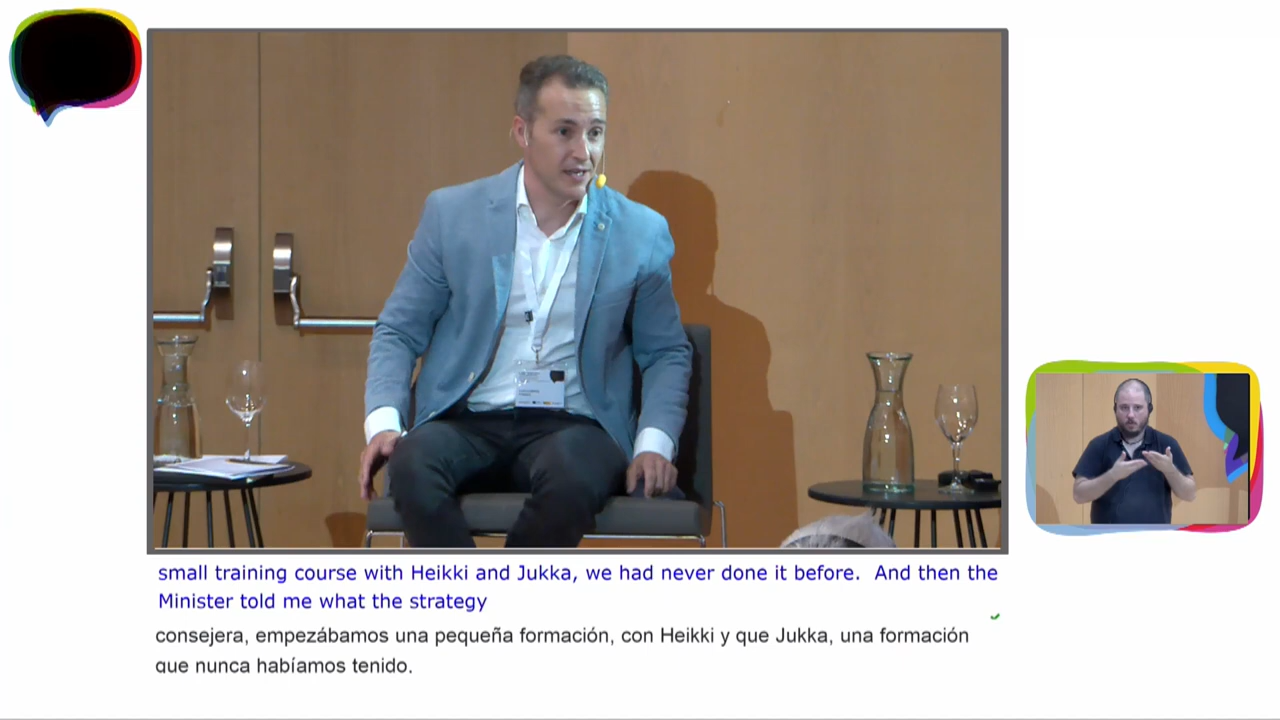 small training course with Heikki and Jukka, we had never done it before.  And then the
Minister told me what the strategy
consejera, empezábamos una pequeña formación, con Heikki y que Jukka, una formación
que nunca habíamos tenido.